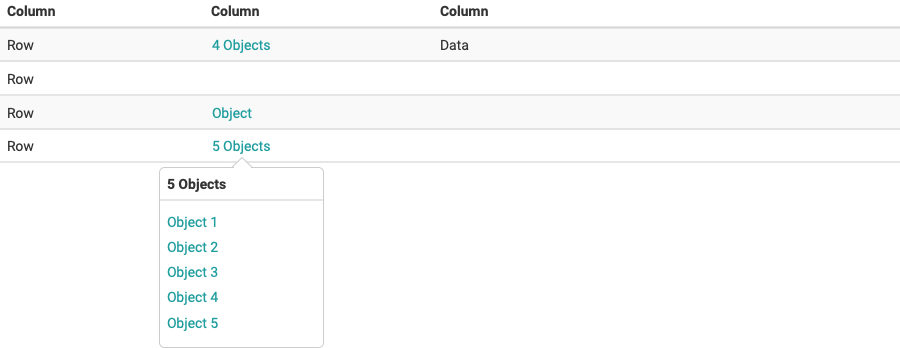 Column Column Column
Row 4 Objects Data
Row
Row Object
Row 5 Objects
5 Objects
Object 1
Object 2
Object 3
Object 4
Object 5